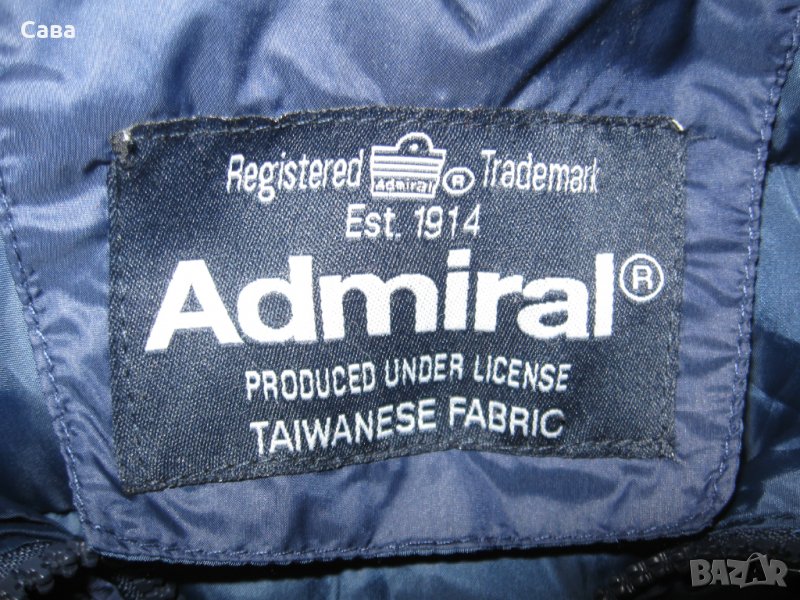 Сава
Registered Admiral ® Trademark
Est. 1914
Admiral®
PRODUCED UNDER LICENSE
TAIWANESE FABRIC
BAZAR